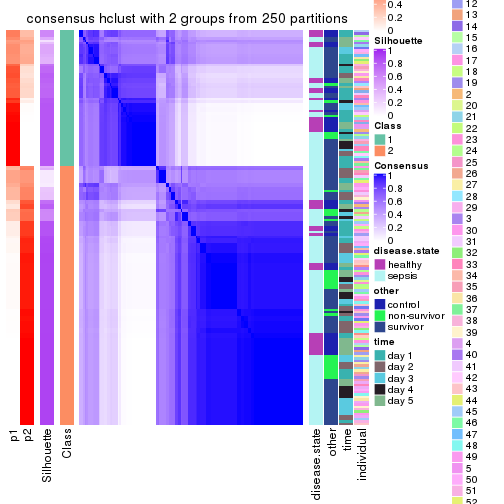 consensus hclust with 2 groups from 250 partitions
p1
p2
Silhouette
Class
disease.state
other
time
individual
0.4
0.2
0
Silhouette
1
0.8
0.6
0.4
0.2
0
Class
1
2
Consensus
1
0.8
0.6
0.4
0.2
0
disease.state
healthy
sepsis
other
control
non-survivor
survivor
time
day 1
day 2
day 3
day 4
day 5
12
13
14
15
16
17
18
19
2
20
21
22
23
24
25
26
27
28
29
3
30
31
32
33
34
35
36
37
38
39
4
40
41
42
43
44
45
46
47
48
49
5
50
51
52